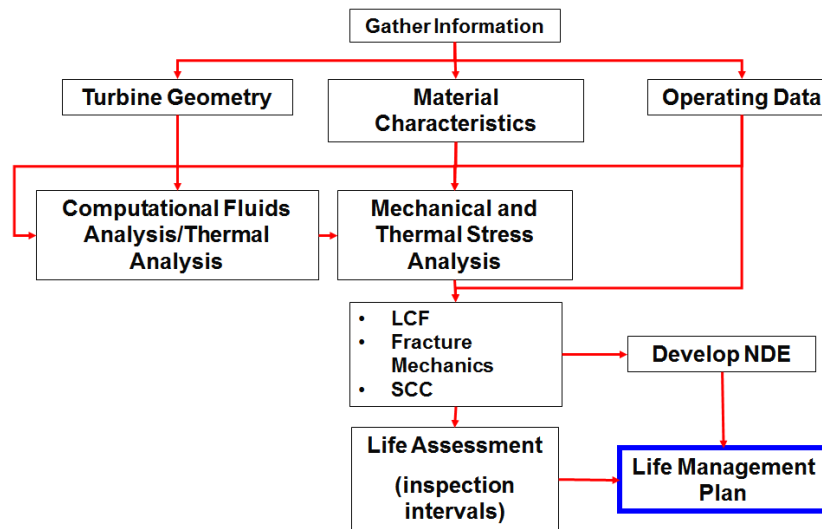 Gather Information
Turbine Geometry
Material
Characteristics
Operating Data
Computational Fluids
Analysis/Thermal
Analysis
Mechanical and
Thermal Stress
Analysis
• LCF
• Fracture
Mechanics
• SCC
Develop NDE
Life Assessment
(inspection
intervals)
Life Management
Plan